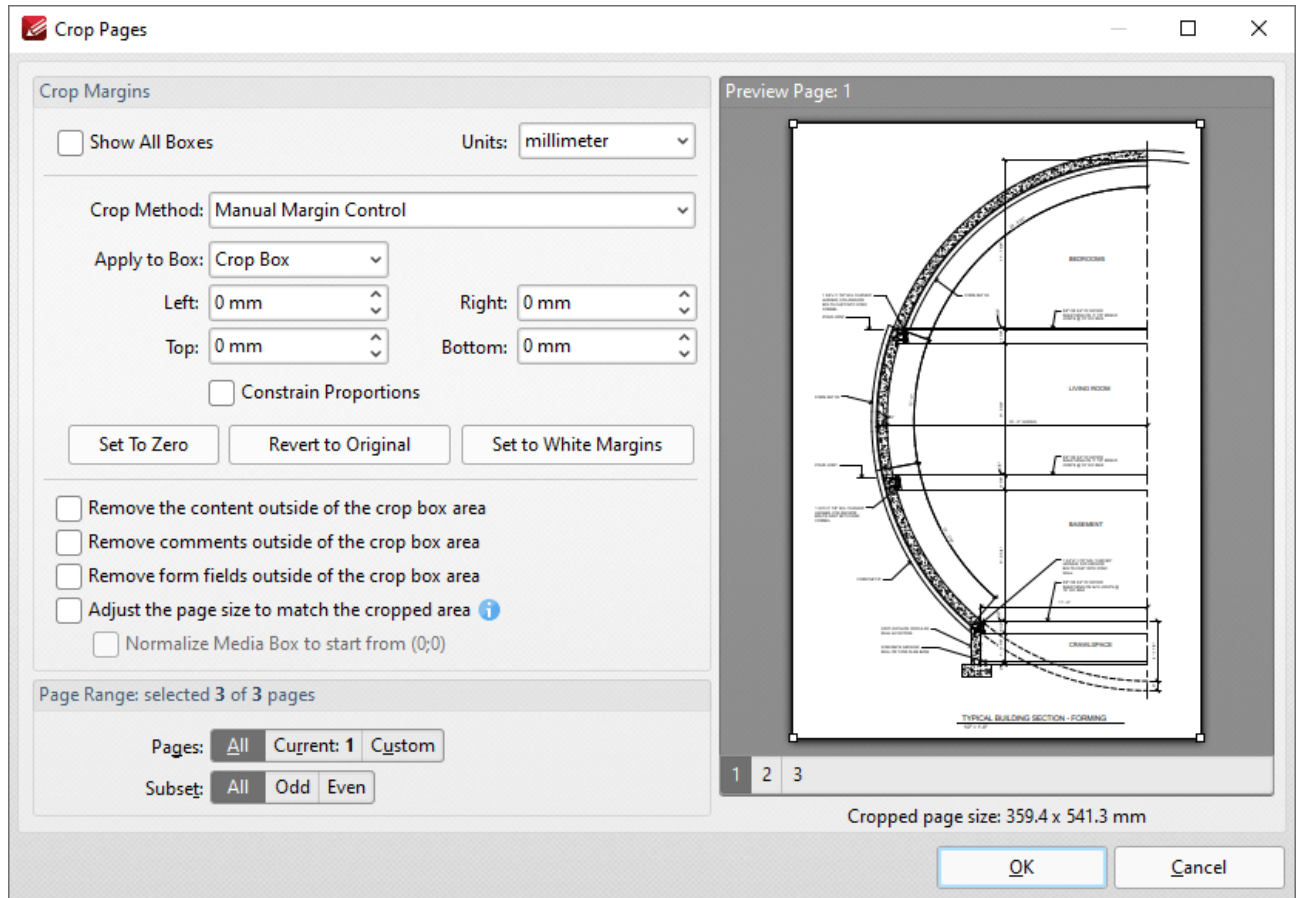 Crop Pages
Crop Margins
Show All Boxes
Units: millimeter
Crop Method: Manual Margin Control
Apply to Box: Crop Box
Left: 0 mm Right: 0 mm
Top: 0 mm Bottom: 0 mm
Constrain Proportions
Set To Zero Revert to Original Set to White Margins
Remove the content outside of the crop box area
Remove comments outside of the crop box area
Remove form fields outside of the crop box area
Adjust the page size to match the cropped area
Normalize Media Box to start from (0;0)
Page Range: selected 3 of 3 pages
Pages: All Current: 1 Custom
Subset: All Odd Even
Preview Page: 1
BEDROOMS
LIVING ROOM
BASEMENT
CRAWLSPACE
TYPICAL BUILDING SECTION - FORMING
1 2 3
Cropped page size: 359.4 x 541.3 mm
OK Cancel